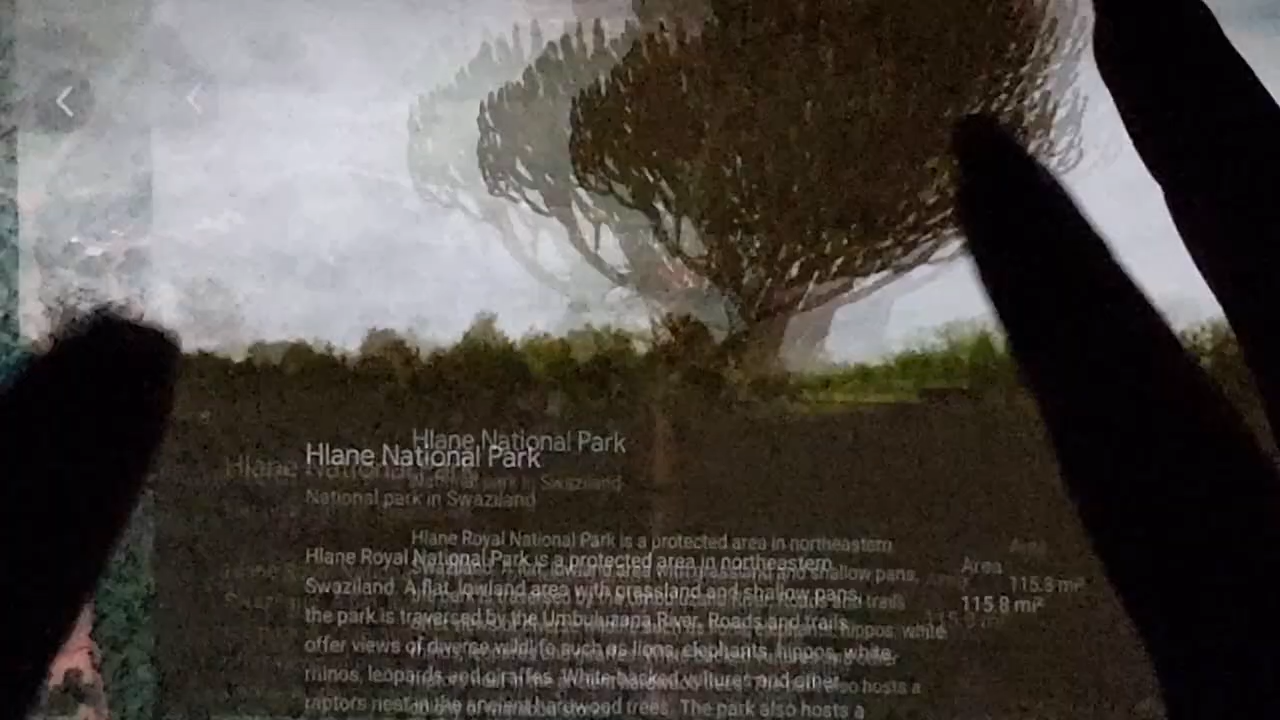 Hlane National Park
National park in Swaziland
Hlane Royal National Park is a protected area in northeastern
Swaziland. A flat, lowland area with grassland and shallow pans,
the park is traversed by the Umbuluzana River. Roads and trails
offer views of diverse wildlife such as lions, elephants, hippos, white
rhinos, leopards and giraffes. White-backed vultures and other
raptors nest in the ancient hardwood trees. The park also hosts a
Area
115.8 mi²